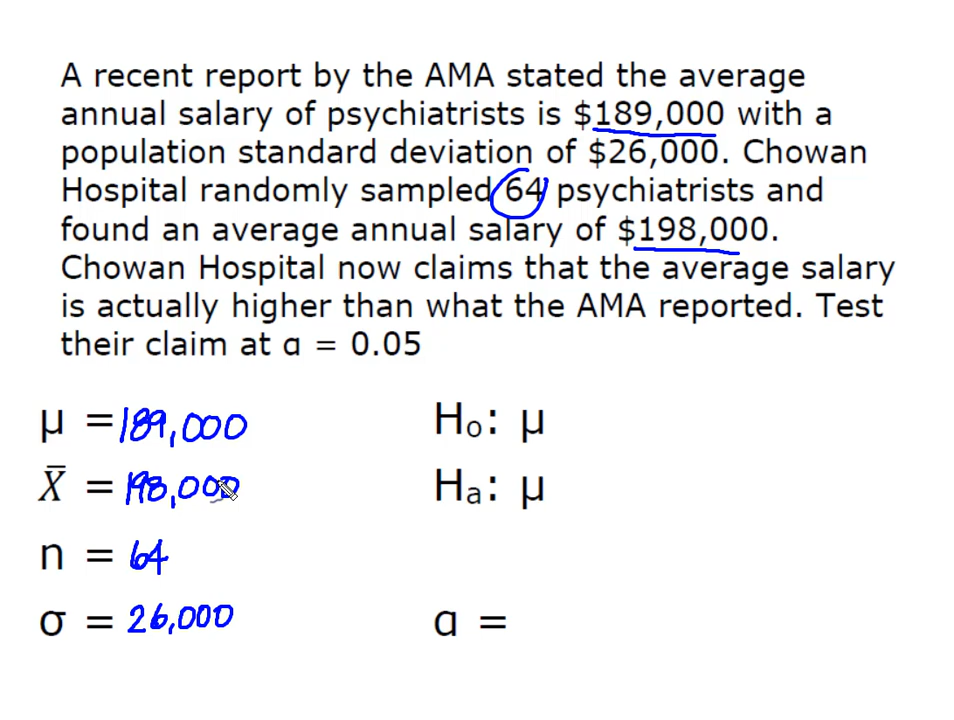 A recent report by the AMA stated the average
annual salary of psychiatrists is $189,000 with a
population standard deviation of $26,000. Chowan
Hospital randomly sampled 64 psychiatrists and
found an average annual salary of $198,000.
Chowan Hospital now claims that the average salary
is actually higher than what the AMA reported. Test
their claim at α = 0.05
μ = 189,000
X̅ = 198,000
n = 64
σ = 26,000
H₀: μ
Hₐ: μ
α =